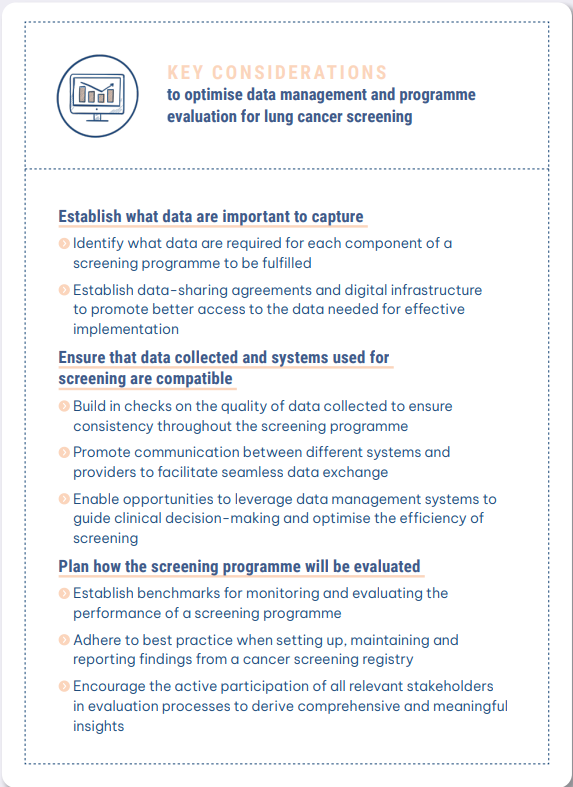 KEY CONSIDERATIONS
to optimise data management and programme
evaluation for lung cancer screening
Establish what data are important to capture
Identify what data are required for each component of a
screening programme to be fulfilled
Establish data-sharing agreements and digital infrastructure
to promote better access to the data needed for effective
implementation
Ensure that data collected and systems used for
screening are compatible
Build in checks on the quality of data collected to ensure
consistency throughout the screening programme
Promote communication between different systems and
providers to facilitate seamless data exchange
Enable opportunities to leverage data management systems to
guide clinical decision-making and optimise the efficiency of
screening
Plan how the screening programme will be evaluated
Establish benchmarks for monitoring and evaluating the
performance of a screening programme
Adhere to best practice when setting up, maintaining and
reporting findings from a cancer screening registry
Encourage the active participation of all relevant stakeholders
in evaluation processes to derive comprehensive and meaningful
insights